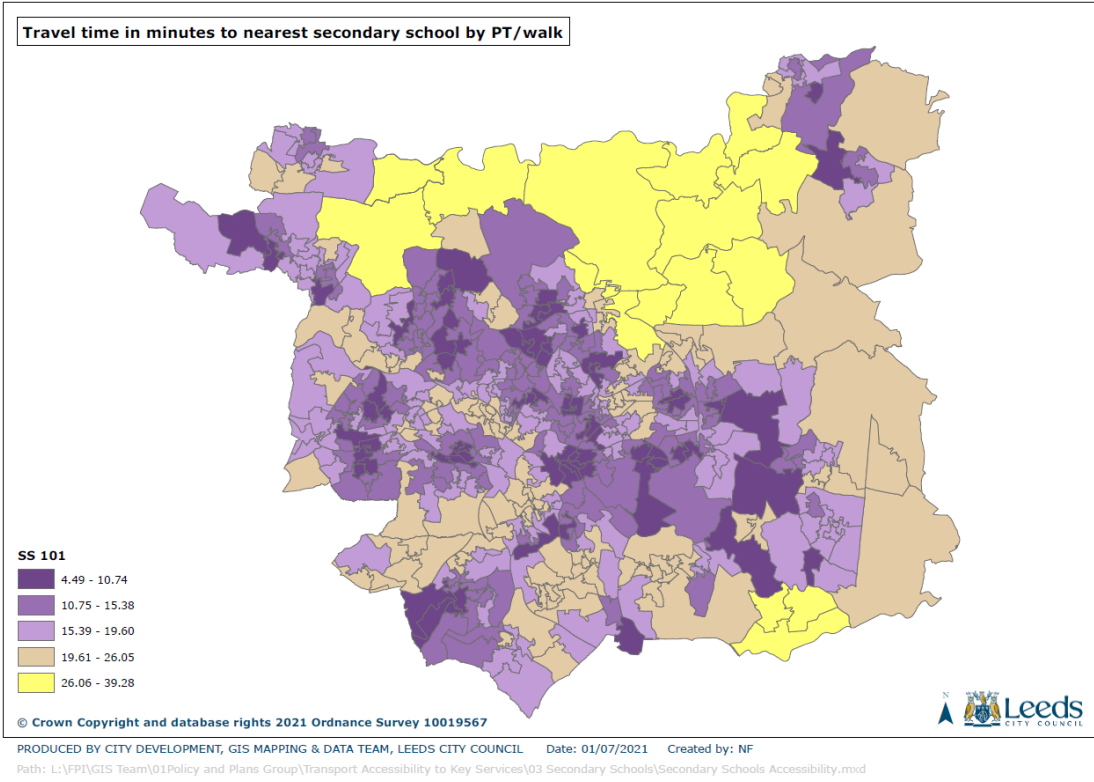 Travel time in minutes to nearest secondary school by PT/walk
SS 101
4.49 - 10.74
10.75 - 15.38
15.39 - 19.60
19.61 - 26.05
26.06 - 39.28
© Crown Copyright and database rights 2021 Ordnance Survey 10019567
N
Leeds
CITY COUNCIL
PRODUCED BY CITY DEVELOPMENT, GIS MAPPING & DATA TEAM, LEEDS CITY COUNCIL Date: 01/07/2021 Created by: NF
Path: L:\FPI\GIS Team\01Policy and Plans Group\Transport Accessibility to Key Services\03 Secondary Schools\Secondary Schools Accessibility.mxd